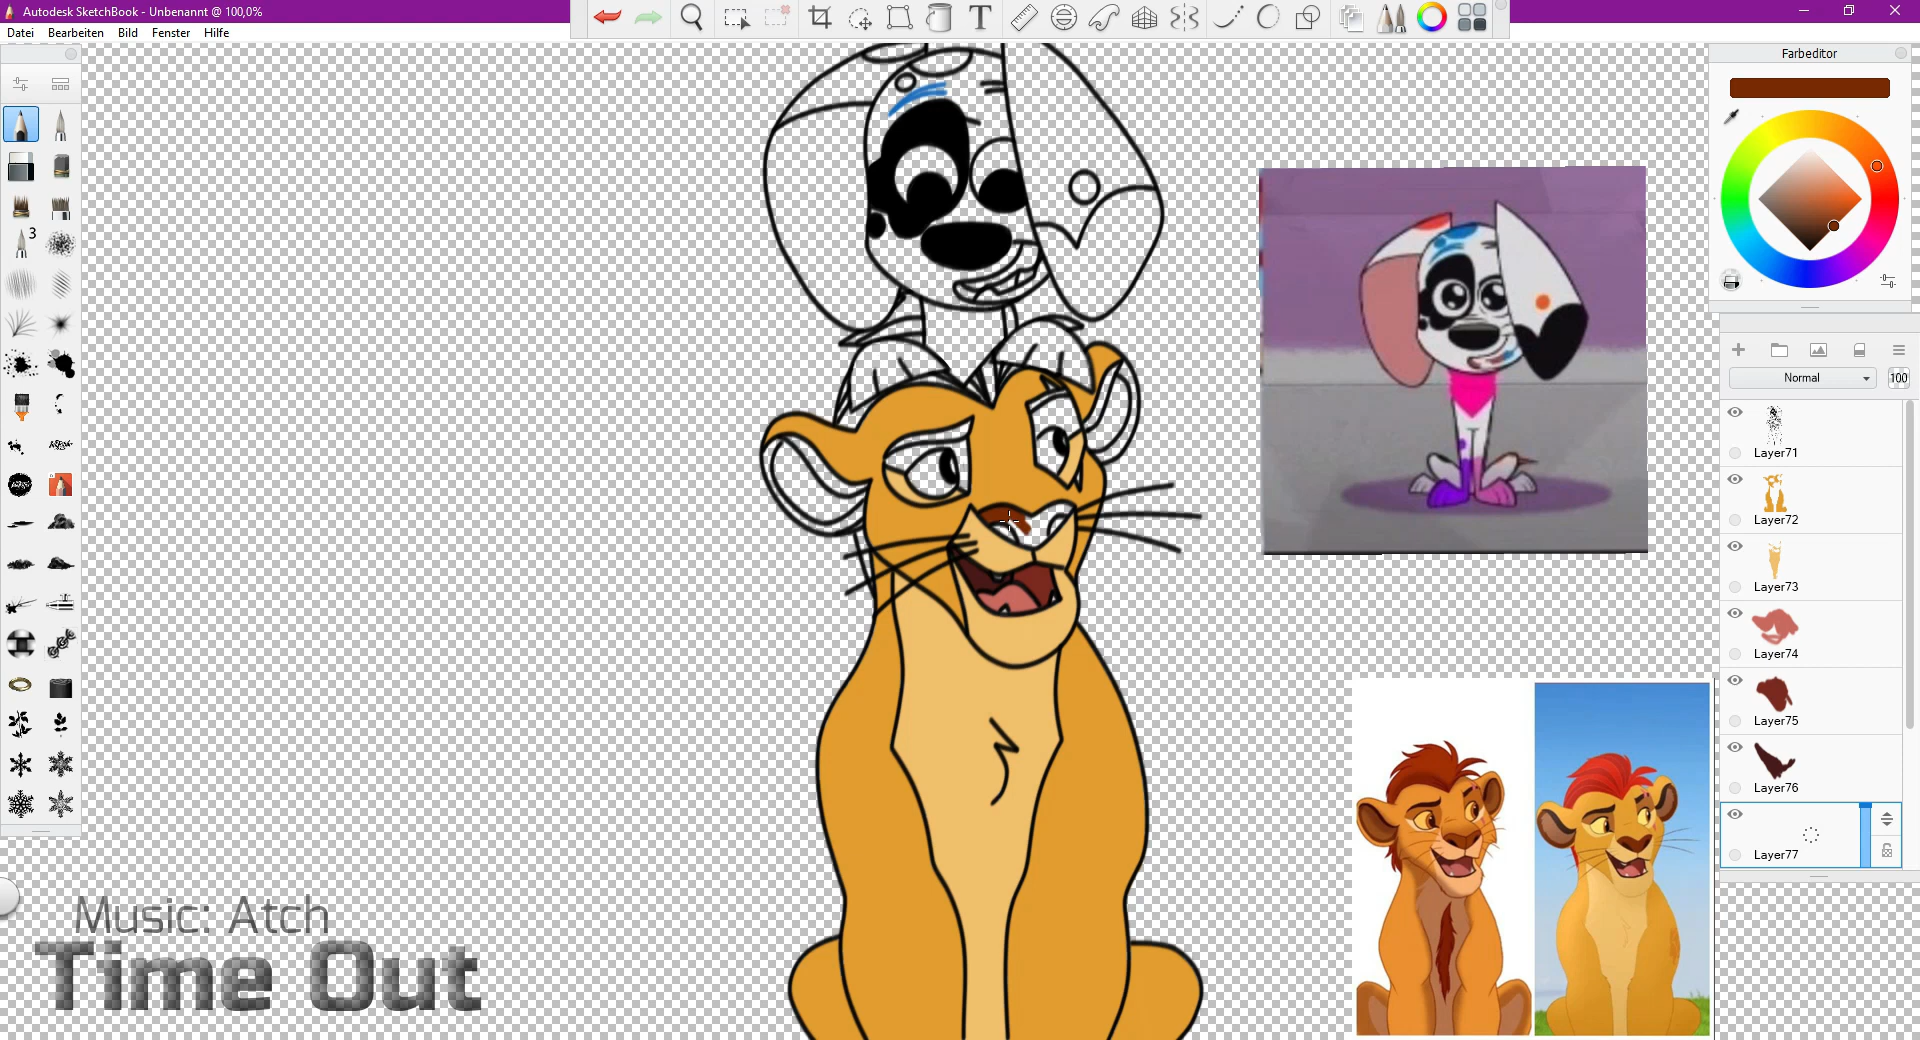 Autodesk SketchBook - Unbenannt @ 100,0%
Datei Bearbeiten Bild Fenster Hilfe
T
Farbeditor
3
Normal 100
Layer71
Layer72
Layer73
Layer74
Layer75
Layer76
Layer77
Music: Atch
Time Out